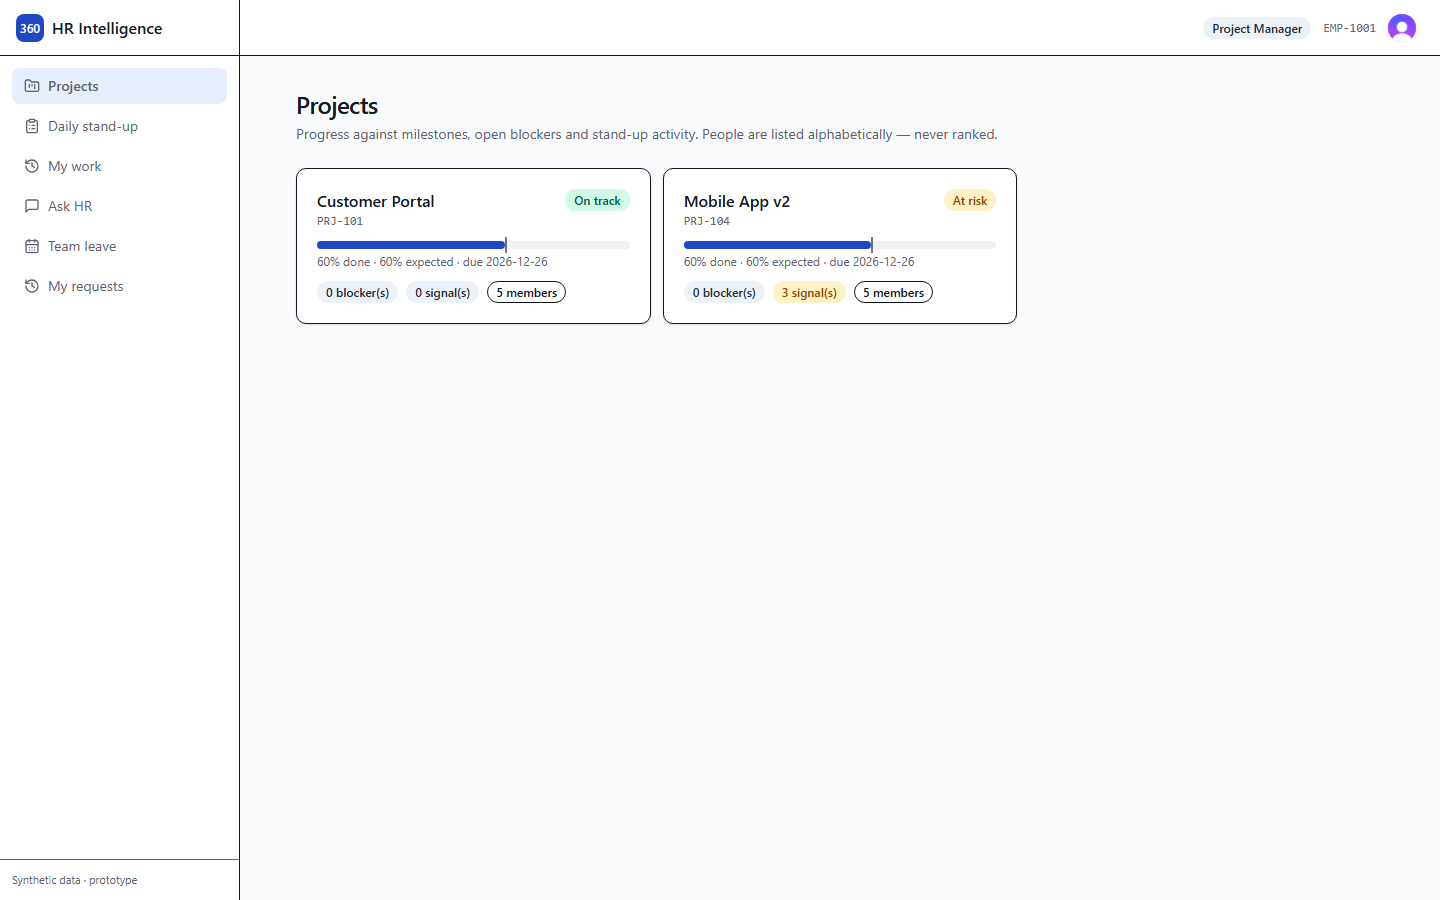 360 HR Intelligence
Project Manager EMP-1001
Projects
Daily stand-up
My work
Ask HR
Team leave
My requests
Synthetic data · prototype
Projects
Progress against milestones, open blockers and stand-up activity. People are listed alphabetically — never ranked.
Customer Portal On track
PRJ-101
60% done · 60% expected · due 2026-12-26
0 blocker(s) 0 signal(s) 5 members
Mobile App v2 At risk
PRJ-104
60% done · 60% expected · due 2026-12-26
0 blocker(s) 3 signal(s) 5 members